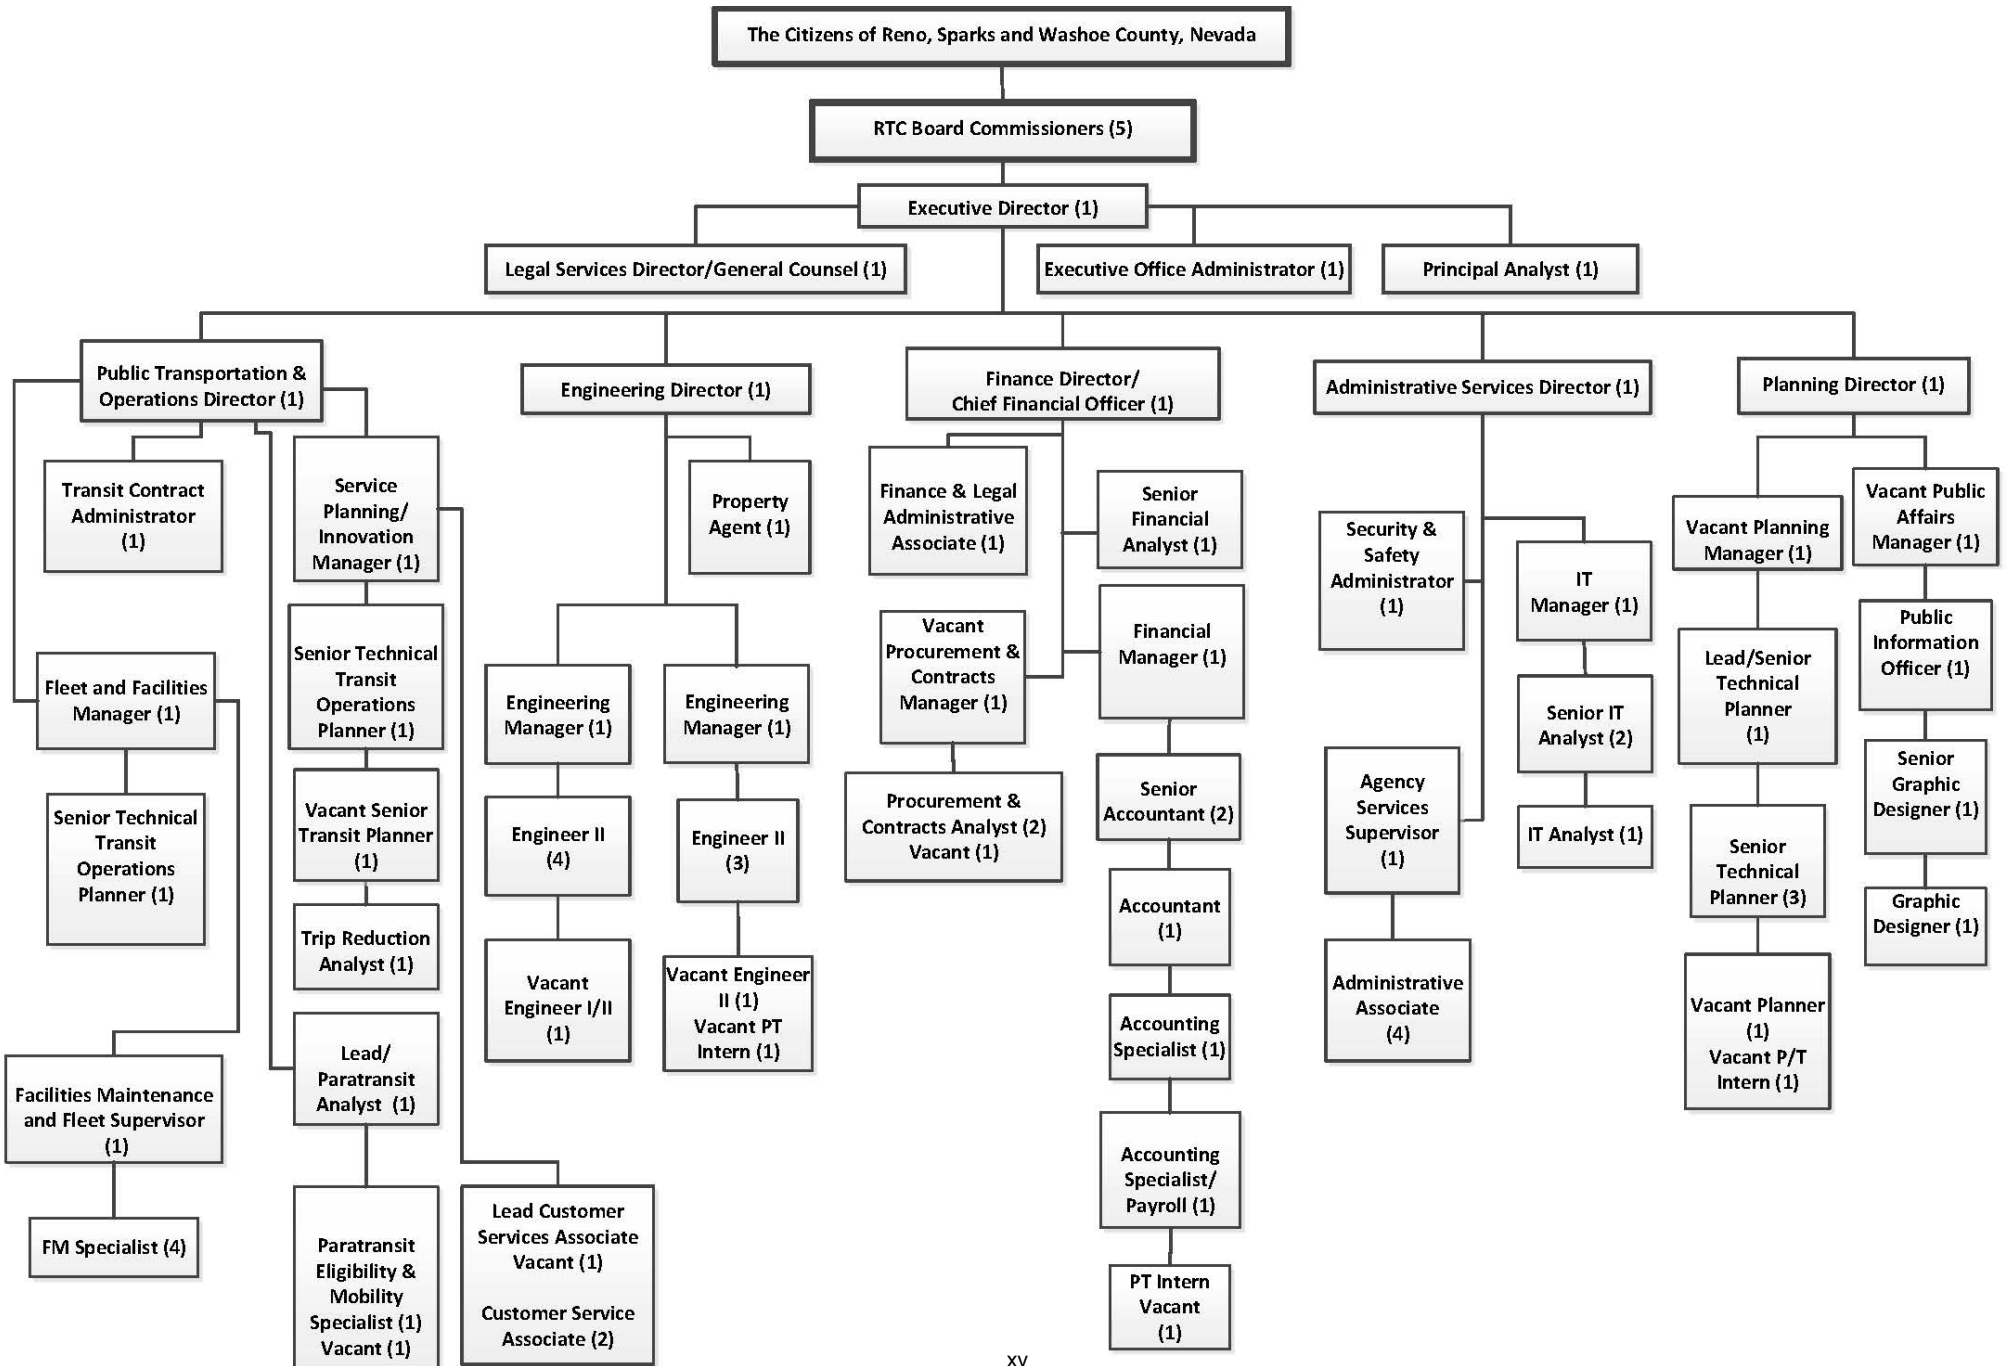 The Citizens of Reno, Sparks and Washoe County, Nevada
RTC Board Commissioners (5)
Executive Director (1)
Legal Services Director/General Counsel (1)
Executive Office Administrator (1)
Principal Analyst (1)
Public Transportation &
Operations Director (1)
Engineering Director (1)
Finance Director/
Chief Financial Officer (1)
Administrative Services Director (1)
Planning Director (1)
Transit Contract
Administrator
(1)
Service
Planning/
Innovation
Manager (1)
Senior Technical
Transit
Operations
Planner (1)
Vacant Senior
Transit Planner
(1)
Trip Reduction
Analyst (1)
Fleet and Facilities
Manager (1)
Senior Technical
Transit
Operations
Planner (1)
Facilities Maintenance
and Fleet Supervisor
(1)
FM Specialist (4)
Lead/
Paratransit
Analyst (1)
Paratransit
Eligibility &
Mobility
Specialist (1)
Vacant (1)
Lead Customer
Services Associate
Vacant (1)
Customer Service
Associate (2)
Property
Agent (1)
Engineering
Manager (1)
Engineer II
(4)
Vacant
Engineer I/II
(1)
Engineering
Manager (1)
Engineer II
(3)
Vacant Engineer
II (1)
Vacant PT
Intern (1)
Finance & Legal
Administrative
Associate (1)
Senior
Financial
Analyst (1)
Vacant
Procurement &
Contracts
Manager (1)
Procurement &
Contracts Analyst (2)
Vacant (1)
Financial
Manager (1)
Senior
Accountant (2)
Accountant
(1)
Accounting
Specialist (1)
Accounting
Specialist/
Payroll (1)
PT Intern
Vacant
(1)
Security &
Safety
Administrator
(1)
IT
Manager (1)
Senior IT
Analyst (2)
IT Analyst (1)
Agency
Services
Supervisor
(1)
Administrative
Associate
(4)
Vacant Planning
Manager (1)
Lead/Senior
Technical
Planner
(1)
Senior
Technical
Planner (3)
Vacant Planner
(1)
Vacant P/T
Intern (1)
Vacant Public
Affairs
Manager (1)
Public
Information
Officer (1)
Senior
Graphic
Designer (1)
Graphic
Designer (1)
xv